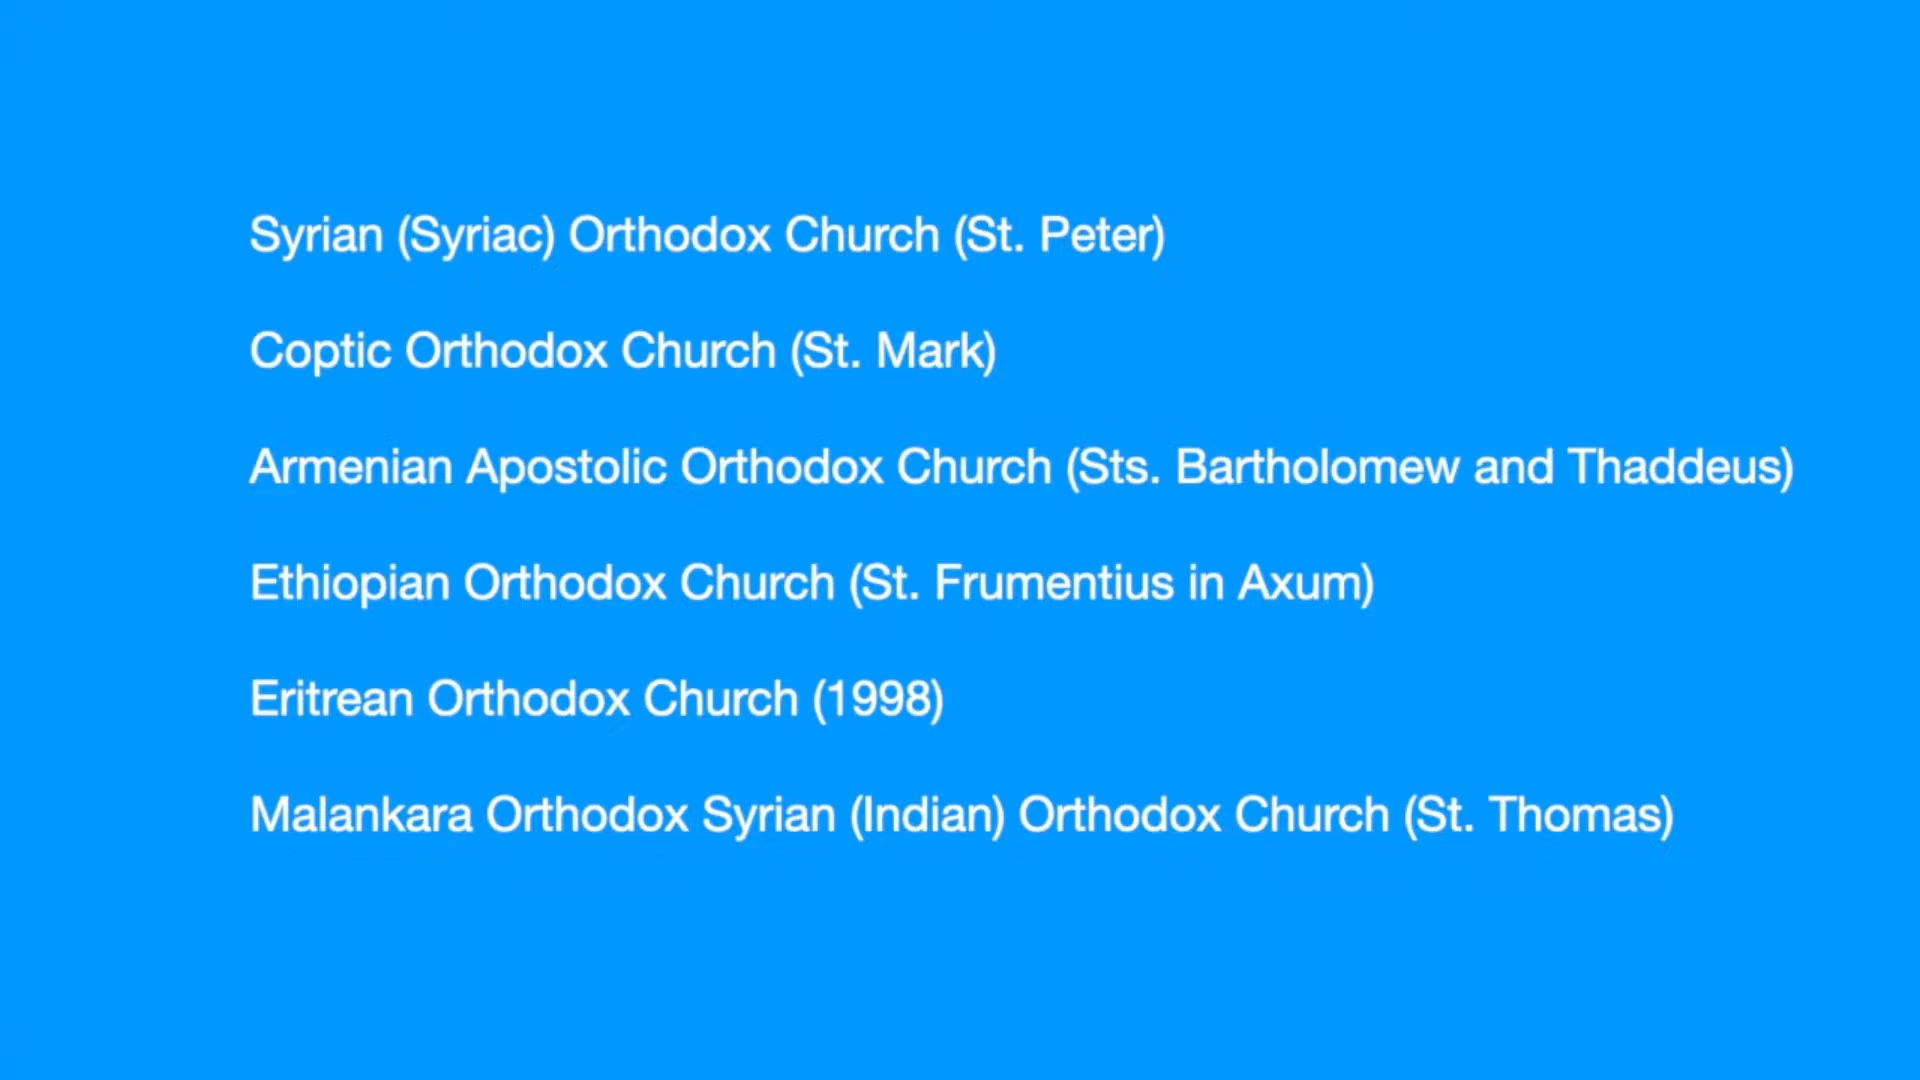 Syrian (Syriac) Orthodox Church (St. Peter)
Coptic Orthodox Church (St. Mark)
Armenian Apostolic Orthodox Church (Sts. Bartholomew and Thaddeus)
Ethiopian Orthodox Church (St. Frumentius in Axum)
Eritrean Orthodox Church (1998)
Malankara Orthodox Syrian (Indian) Orthodox Church (St. Thomas)